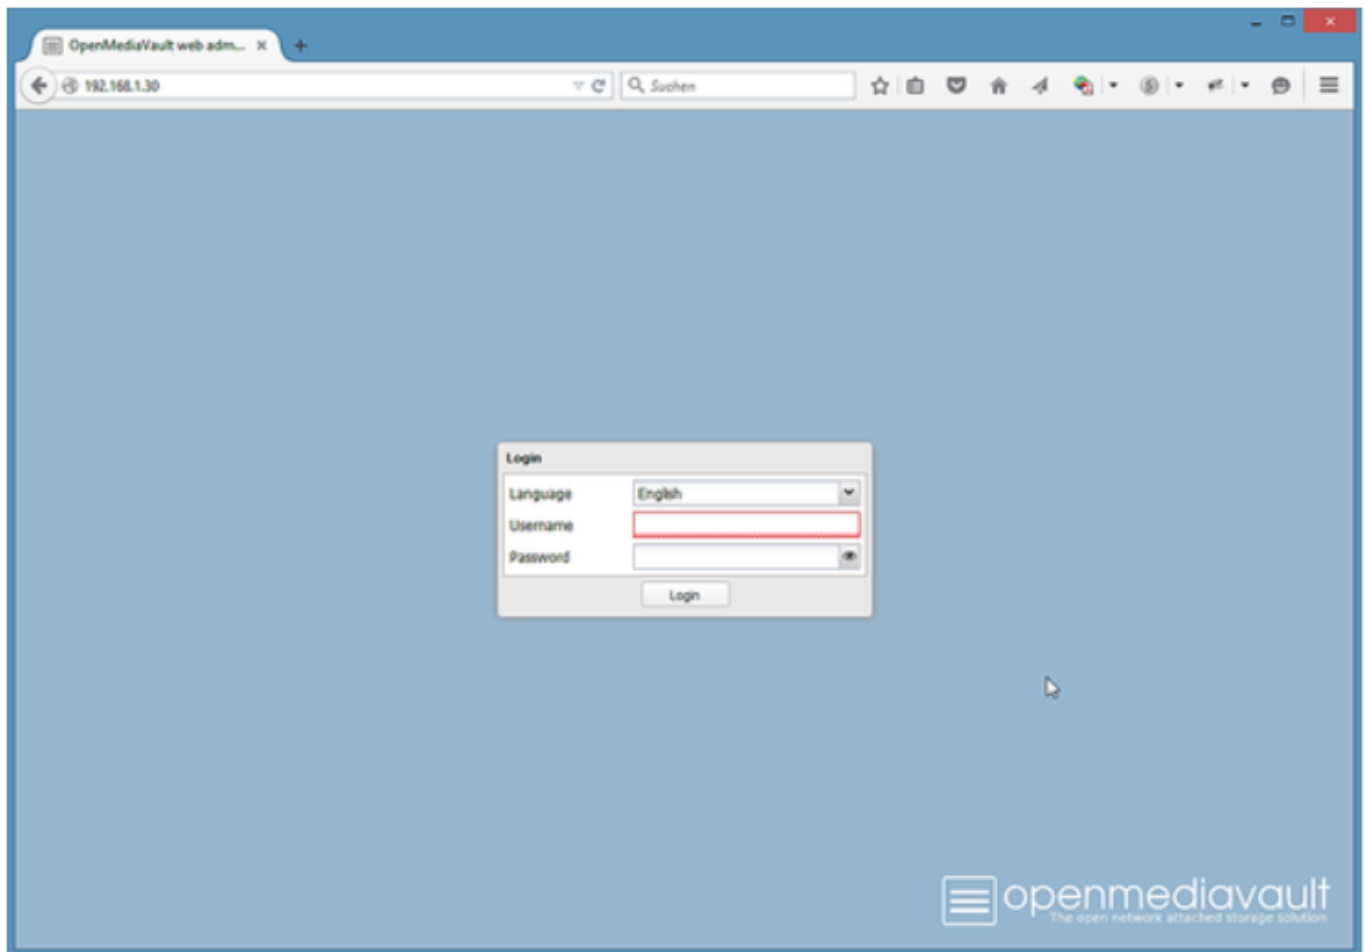 OpenMediaVault web adm...
192.168.1.30
Suchen
Login
Language English
Username
Password
Login
openmediavault
The open network attached storage solution